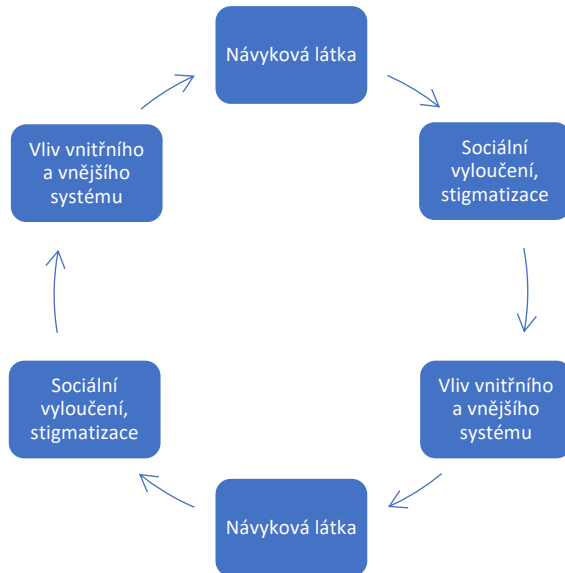 Návyková látka
Sociální
vyloučení,
stigmatizace
Vliv vnitřního
a vnějšího
systému
Návyková látka
Sociální
vyloučení,
stigmatizace
Vliv vnitřního
a vnějšího
systému